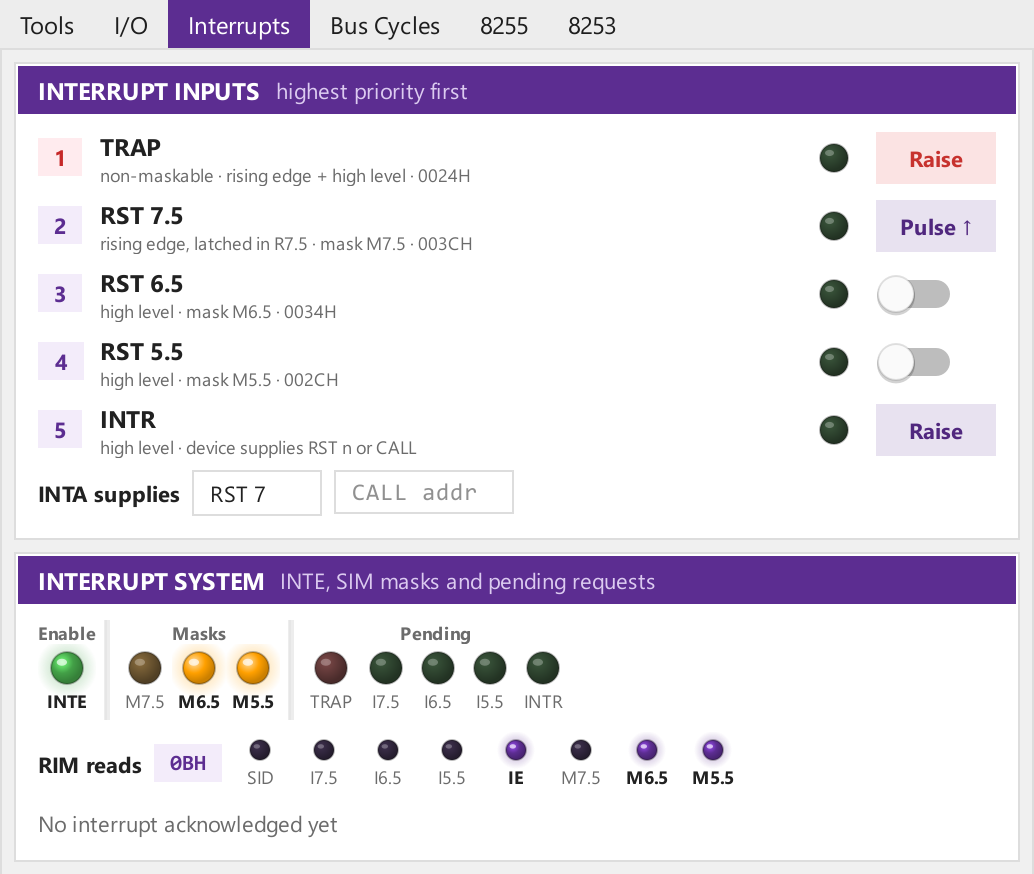 Tools I/O Interrupts Bus Cycles 8255 8253
INTERRUPT INPUTS highest priority first
1 TRAP Raise
non-maskable · rising edge + high level · 0024H
2 RST 7.5 Pulse ↑
rising edge, latched in R7.5 · mask M7.5 · 003CH
3 RST 6.5
high level · mask M6.5 · 0034H
4 RST 5.5
high level · mask M5.5 · 002CH
5 INTR Raise
high level · device supplies RST n or CALL
INTA supplies RST 7 CALL addr
INTERRUPT SYSTEM INTE, SIM masks and pending requests
Enable Masks Pending
INTE M7.5 M6.5 M5.5 TRAP I7.5 I6.5 I5.5 INTR
RIM reads 0BH
SID I7.5 I6.5 I5.5 IE M7.5 M6.5 M5.5
No interrupt acknowledged yet